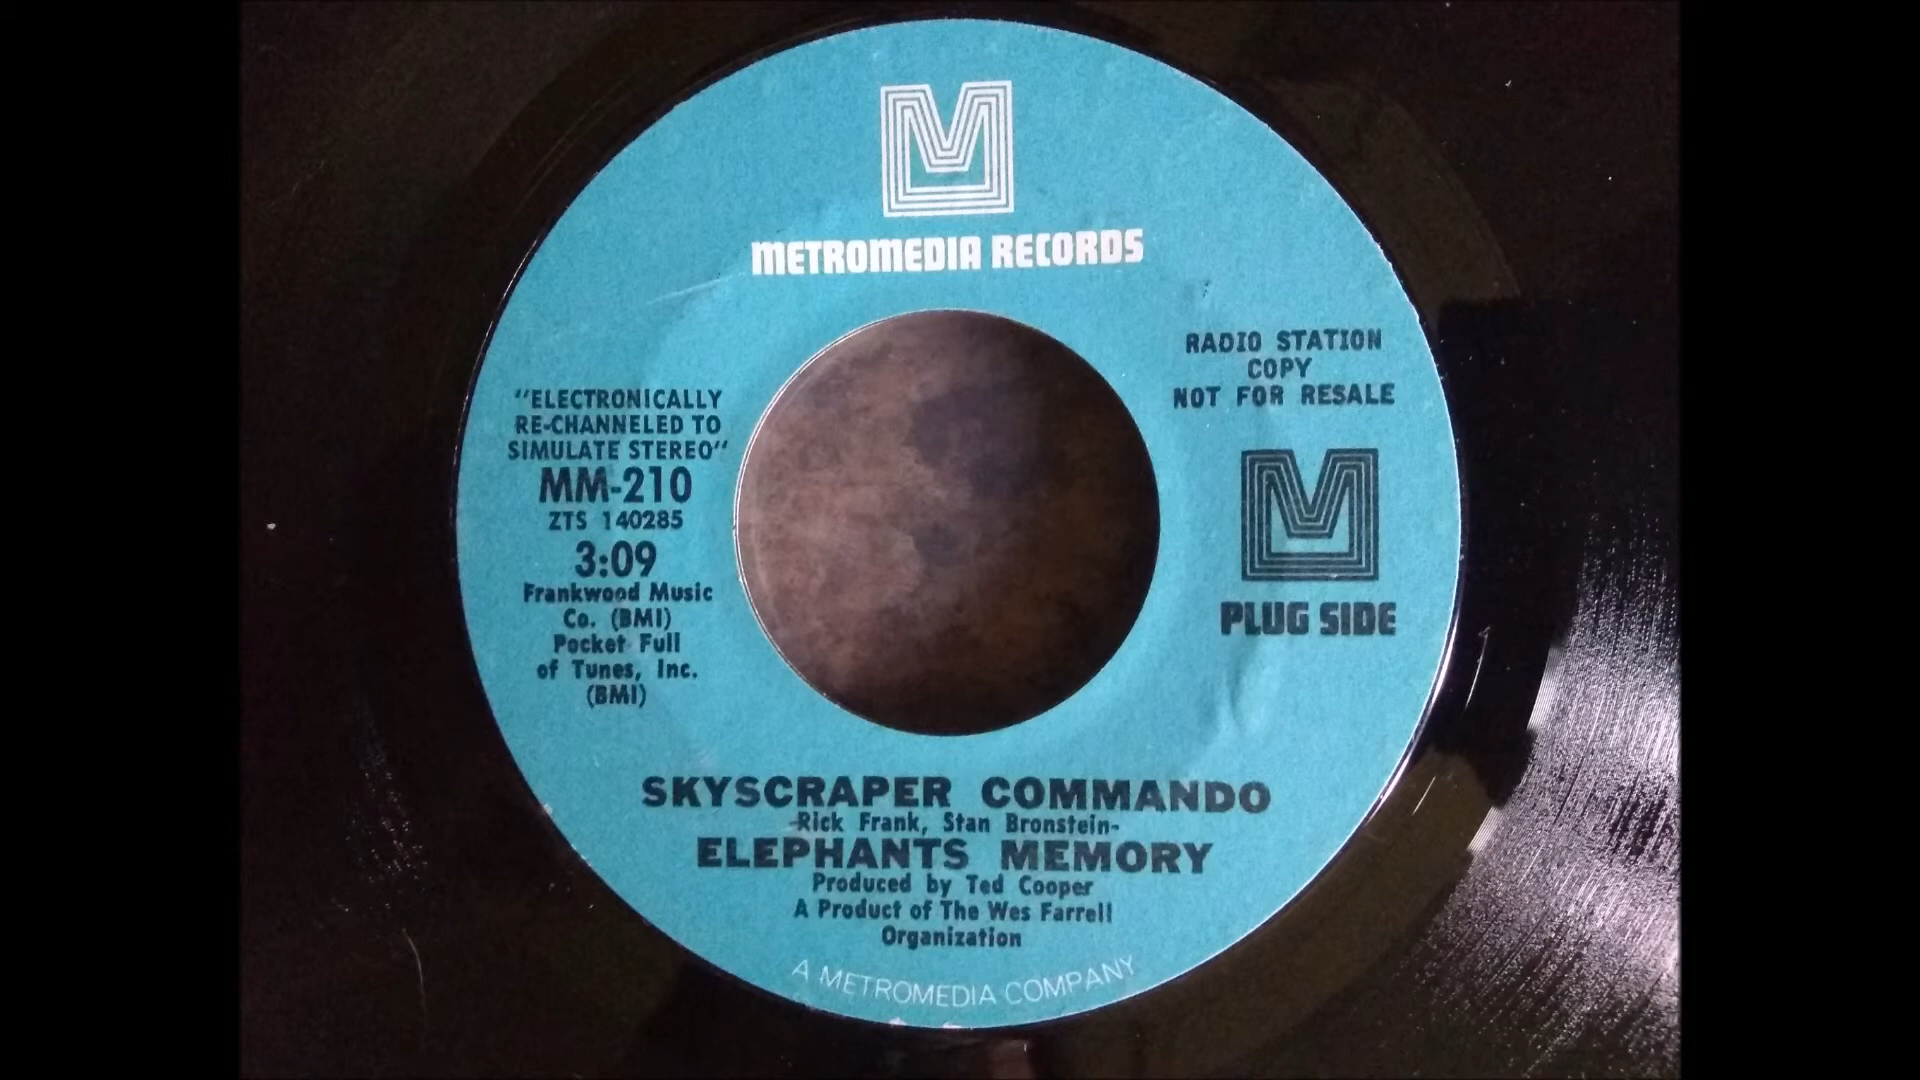 METROMEDIA RECORDS
RADIO STATION
COPY
NOT FOR RESALE
"ELECTRONICALLY
RE-CHANNELED TO
SIMULATE STEREO"
MM-210
ZTS 140285
3:09
Frankwood Music
Co. (BMI)
Pocket Full
of Tunes, Inc.
(BMI)
PLUG SIDE
SKYSCRAPER COMMANDO
-Rick Frank, Stan Bronstein-
ELEPHANTS MEMORY
Produced by Ted Cooper
A Product of The Wes Farrell
Organization
A METROMEDIA COMPANY